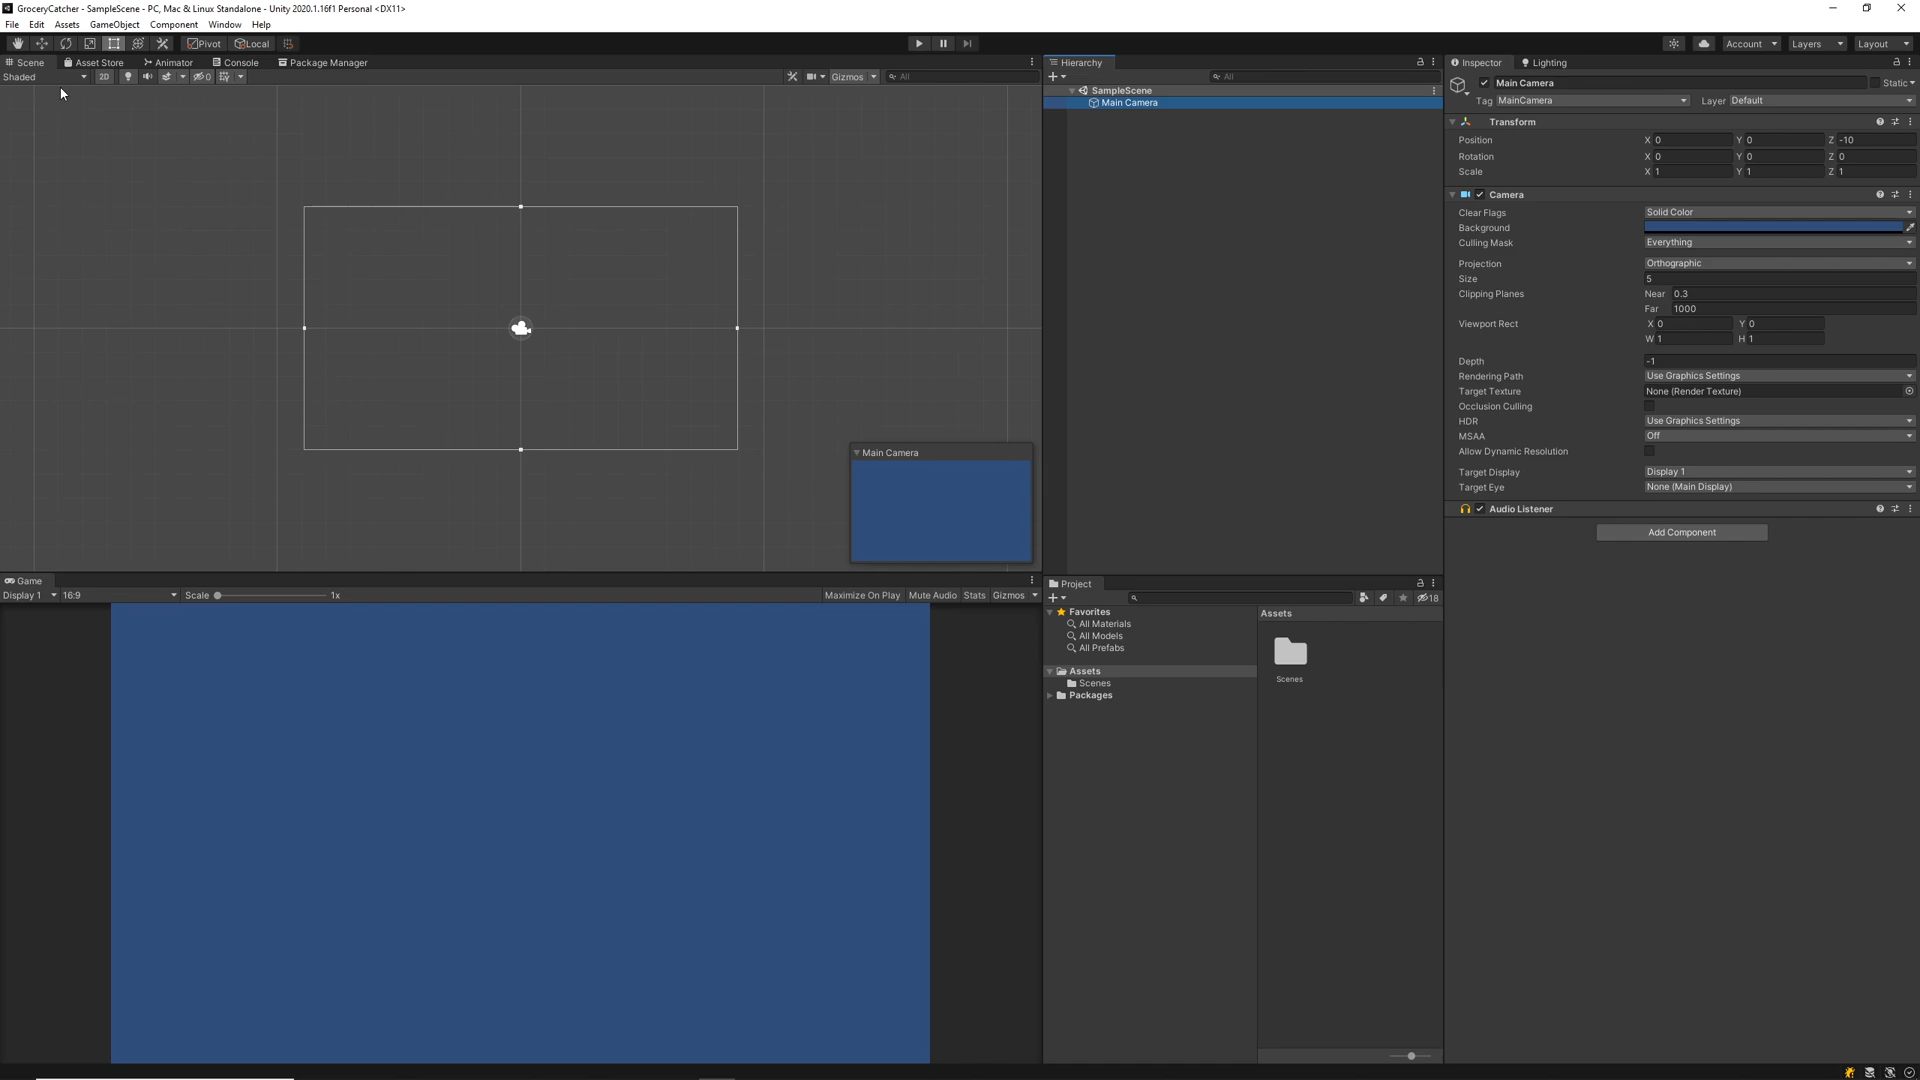 GroceryCatcher - SampleScene - PC, Mac & Linux Standalone - Unity 2020.1.16f1 Personal <DX11>
File Edit Assets GameObject Component Window Help
Pivot Local Account Layers Layout
Scene Asset Store Animator Console Package Manager
Shaded 2D 0 Gizmos All
Main Camera
Game
Display 1 16:9 Scale 1x Maximize On Play Mute Audio Stats Gizmos
Hierarchy
All
SampleScene
Main Camera
Project
18
Favorites
All Materials
All Models
All Prefabs
Assets
Scenes
Packages
Assets
Scenes
Inspector Lighting
Main Camera Static
Tag MainCamera Layer Default
Transform
Position X 0 Y 0 Z -10
Rotation X 0 Y 0 Z 0
Scale X 1 Y 1 Z 1
Camera
Clear Flags Solid Color
Background
Culling Mask Everything
Projection Orthographic
Size 5
Clipping Planes Near 0.3
Far 1000
Viewport Rect X 0 Y 0
W 1 H 1
Depth -1
Rendering Path Use Graphics Settings
Target Texture None (Render Texture)
Occlusion Culling
HDR Use Graphics Settings
MSAA Off
Allow Dynamic Resolution
Target Display Display 1
Target Eye None (Main Display)
Audio Listener
Add Component